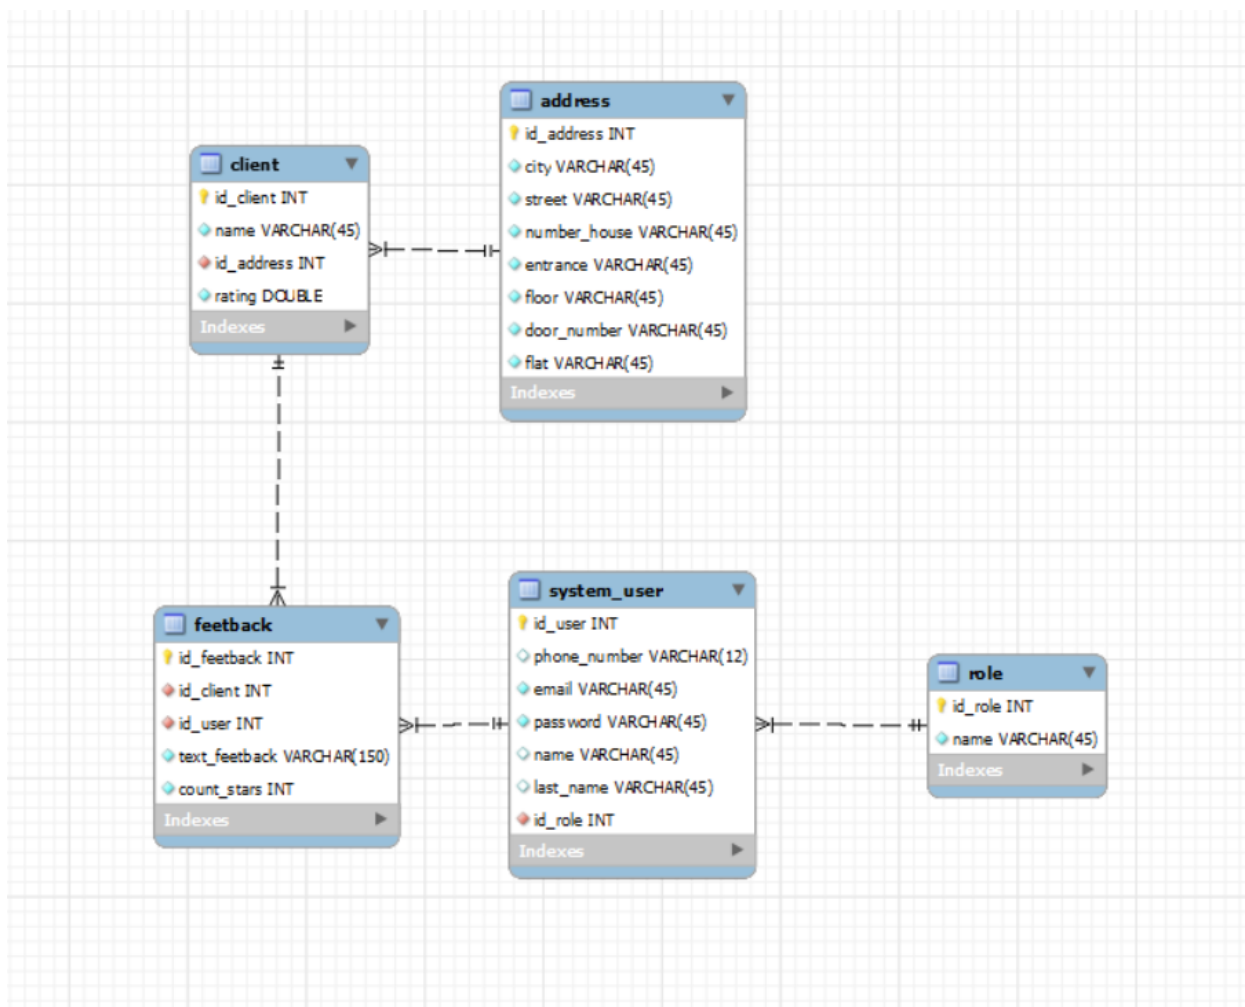 address
id_address INT
city VARCHAR(45)
street VARCHAR(45)
number_house VARCHAR(45)
entrance VARCHAR(45)
floor VARCHAR(45)
door_number VARCHAR(45)
flat VARCHAR(45)
Indexes
client
id_client INT
name VARCHAR(45)
id_address INT
rating DOUBLE
Indexes
feetback
id_feetback INT
id_client INT
id_user INT
text_feetback VARCHAR(150)
count_stars INT
Indexes
system_user
id_user INT
phone_number VARCHAR(12)
email VARCHAR(45)
password VARCHAR(45)
name VARCHAR(45)
last_name VARCHAR(45)
id_role INT
Indexes
role
id_role INT
name VARCHAR(45)
Indexes